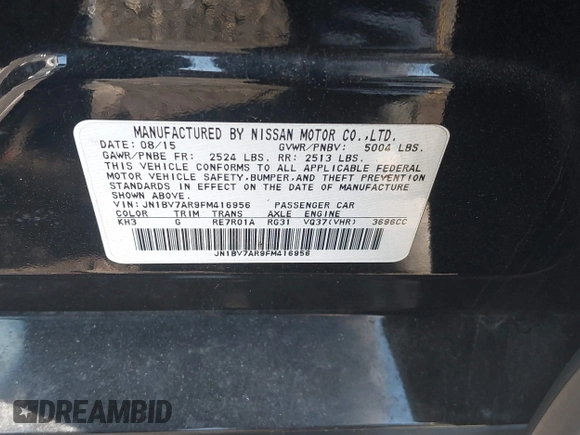 MANUFACTURED BY NISSAN MOTOR CO.,LTD.
DATE: 08/15 GVWR/PNBV: 5004 LBS.
GAWR/PNBE FR: 2524 LBS. RR: 2513 LBS.
THIS VEHICLE CONFORMS TO ALL APPLICABLE FEDERAL
MOTOR VEHICLE SAFETY,BUMPER,AND THEFT PREVENTION
STANDARDS IN EFFECT ON THE DATE OF MANUFACTURE
SHOWN ABOVE.
VIN: JN1BV7AR9FM416956 PASSENGER CAR
COLOR TRIM TRANS AXLE ENGINE
KH3 G RE7R01A RG31 VQ37(VHR) 3696CC
JN1BV7AR9FM416956
DREAMBID